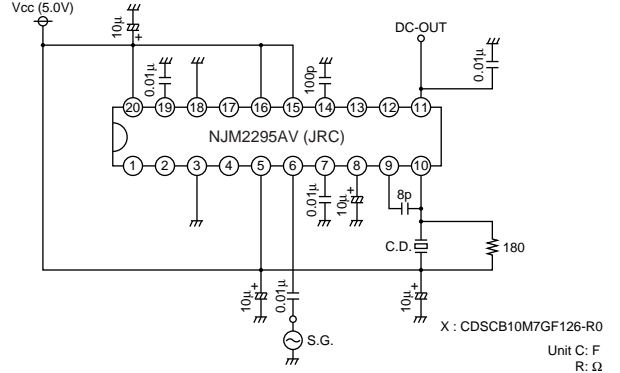 Vcc (5.0V)
10μ
+
0.01μ
100p
DC-OUT
0.01μ
20 19 18 17 16 15 14 13 12 11
NJM2295AV (JRC)
1 2 3 4 5 6 7 8 9 10
0.01μ
10μ
+
8p
C.D.
180
10μ
+
0.01μ
10μ
+
S.G.
X : CDSCB10M7GF126-R0
Unit C: F
R: Ω